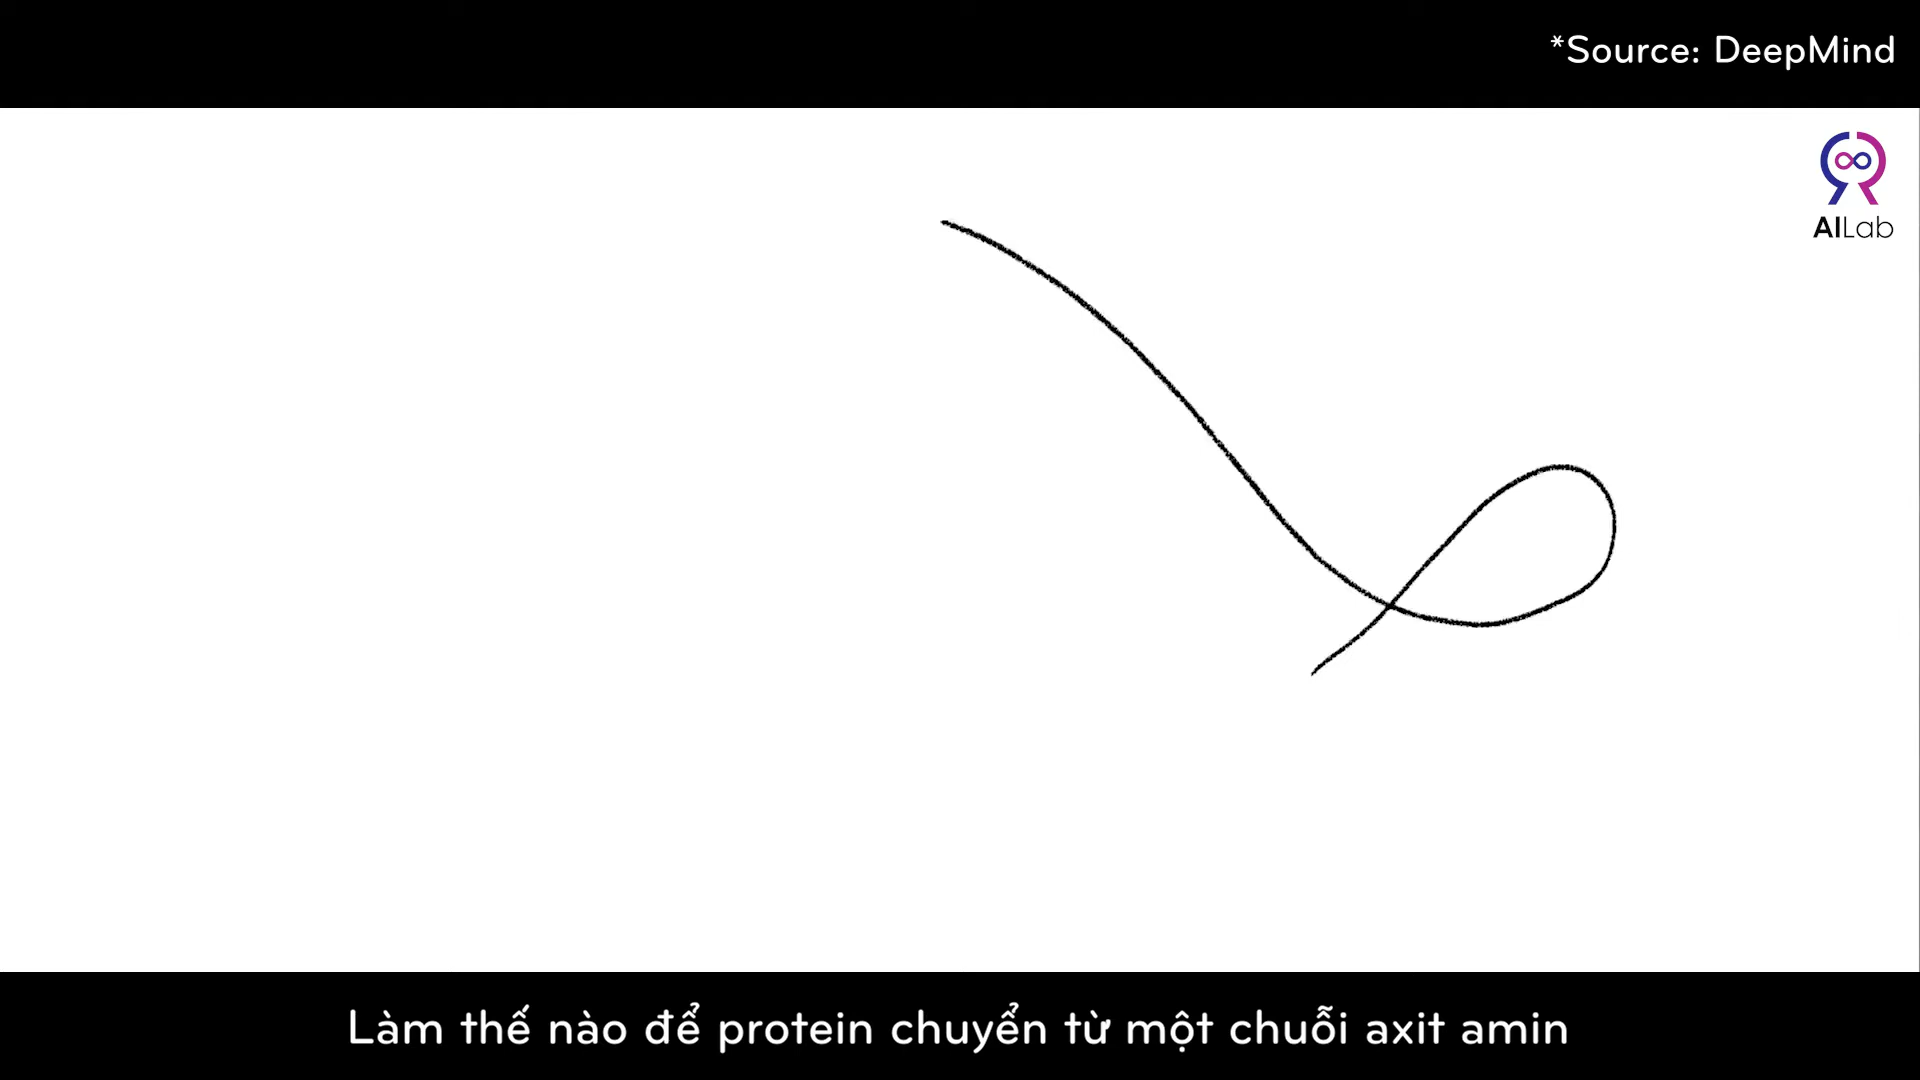 *Source: DeepMind
AILab
Làm thế nào để protein chuyển từ một chuỗi axit amin